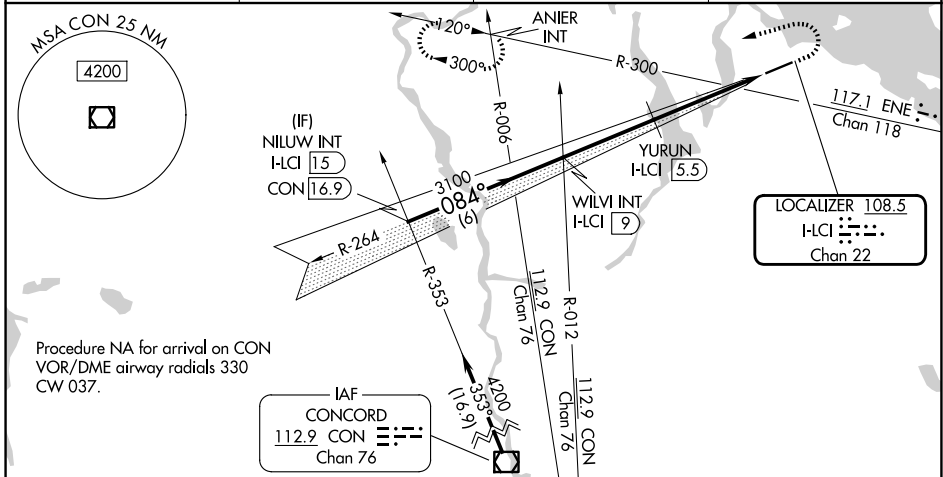 MSA CON 25 NM
4200
120°
300°
ANIER
INT
R-300
R-006
117.1 ENE
Chan 118
(IF)
NILUW INT
I-LCI 15
CON 16.9
3100
084°
(6)
YURUN
I-LCI 5.5
WILVI INT
I-LCI 9
LOCALIZER 108.5
I-LCI
Chan 22
R-264
R-353
112.9 CON
Chan 76
R-012
112.9 CON
Chan 76
Procedure NA for arrival on CON
VOR/DME airway radials 330
CW 037.
4200
353°
(16.9)
IAF
CONCORD
112.9 CON
Chan 76